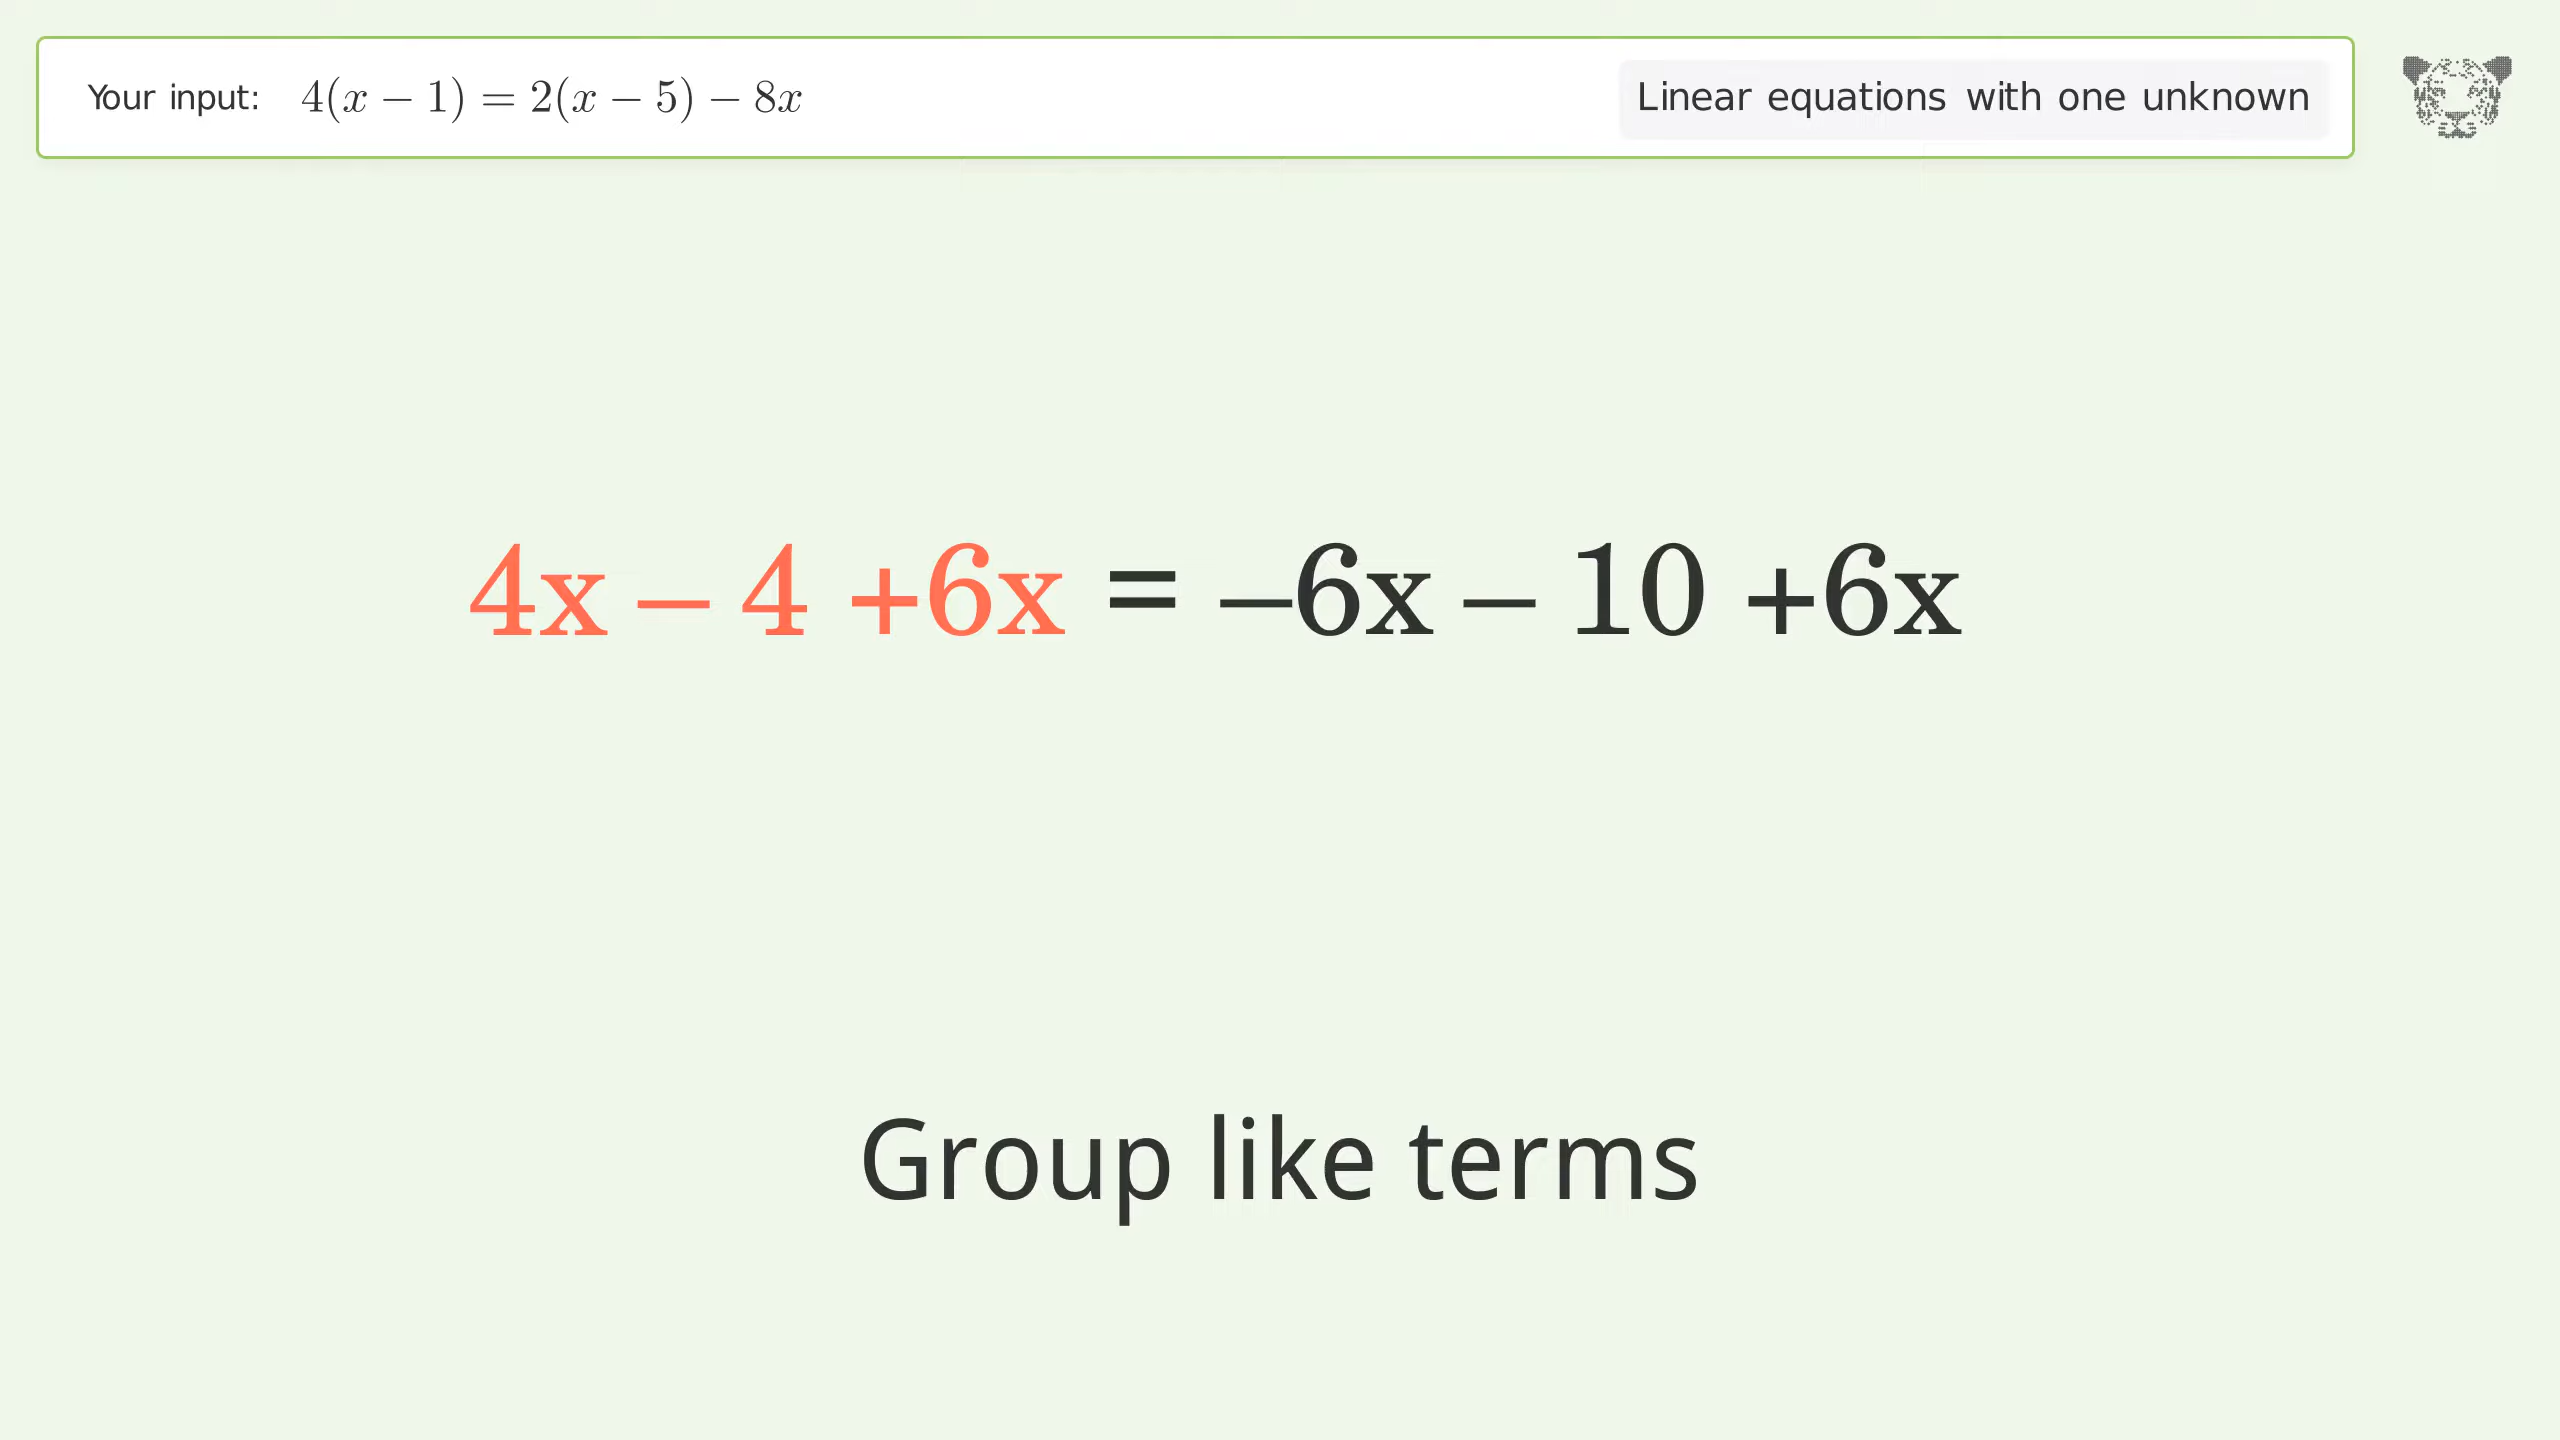 Your input: 4(x − 1) = 2(x − 5) − 8x
Linear equations with one unknown
4x – 4 +6x = –6x – 10 +6x
Group like terms